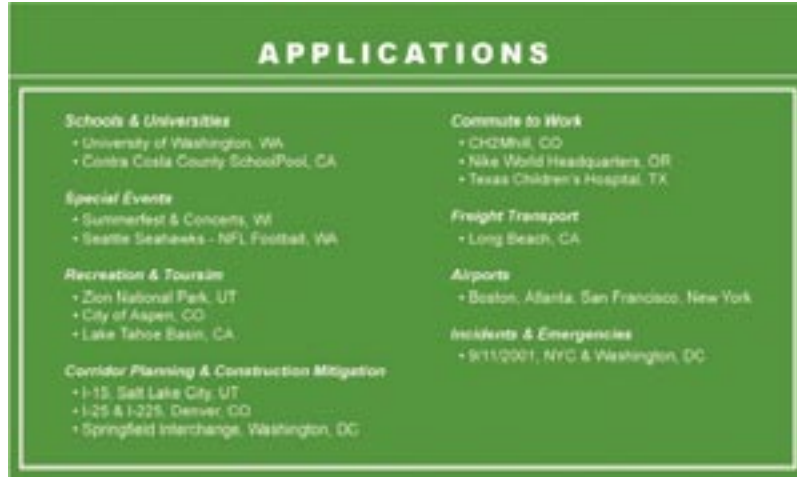 APPLICATIONS
Schools & Universities
• University of Washington, WA
• Contra Costa County SchoolPool, CA
Special Events
• Summerfest & Concerts, WI
• Seattle Seahawks - NFL Football, WA
Recreation & Toursim
• Zion National Park, UT
• City of Aspen, CO
• Lake Tahoe Basin, CA
Corridor Planning & Construction Mitigation
• I-15, Salt Lake City, UT
• I-25 & I-225, Denver, CO
• Springfield Interchange, Washington, DC
Commute to Work
• CH2Mhill, CO
• Nike World Headquarters, OR
• Texas Children's Hospital, TX
Freight Transport
• Long Beach, CA
Airports
• Boston, Atlanta, San Francisco, New York
Incidents & Emergencies
• 9/11/2001, NYC & Washington, DC